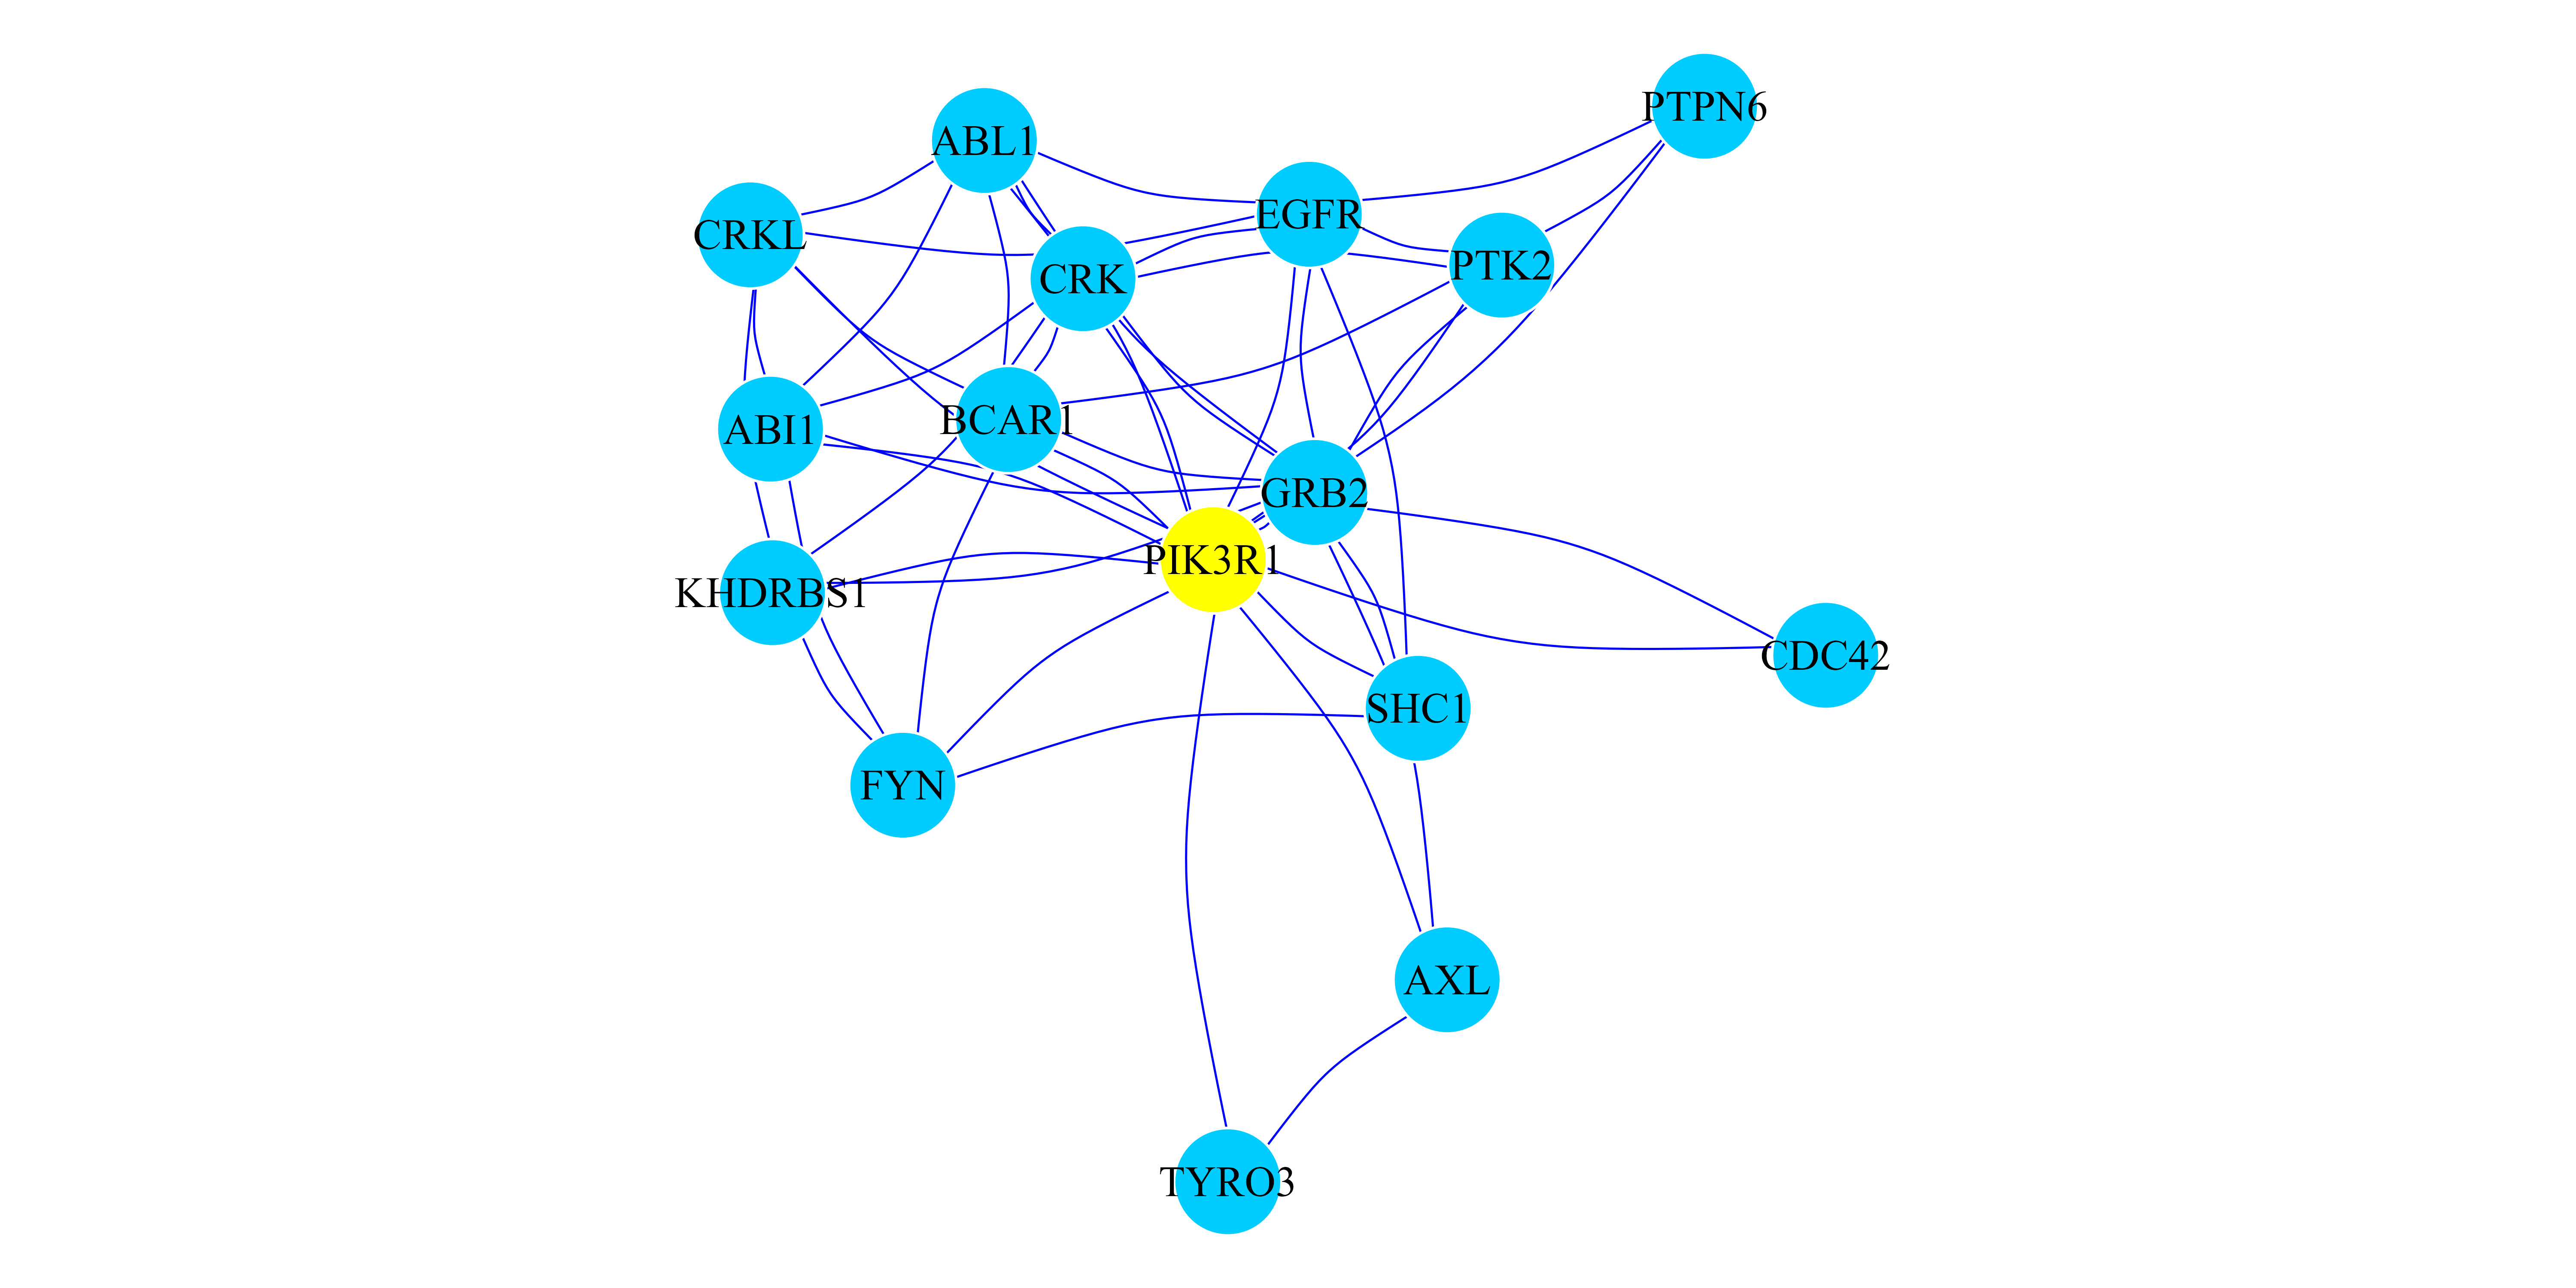 PTPN6
ABL1
EGFR
CRKL
PTK2
CRK
BCAR1
ABI1
GRB2
PIK3R1
KHDRBS1
CDC42
SHC1
FYN
AXL
TYRO3